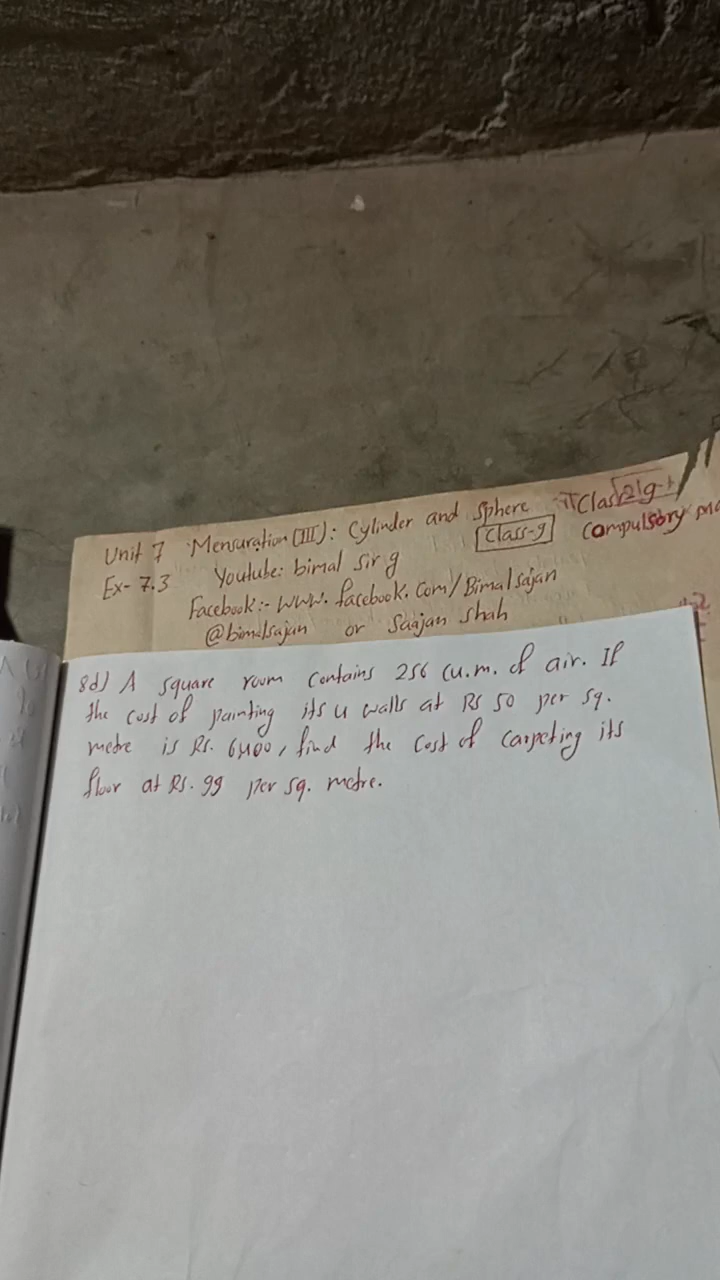 Unit 7 Mensuration (III): Cylinder and Sphere
Class-9
Compulsory
Ex- 7.3 Youtube: bimal sir g
Facebook:- WWW. facebook. Com/Bimalsajan
@bimalsajan or Saajan Shah
8d) A square room contains 256 cu.m. of air. If
the cost of painting its 4 walls at Rs 50 per sq.
metre is Rs. 6400, find the cost of carpeting its
floor at Rs. 99 per sq. metre.